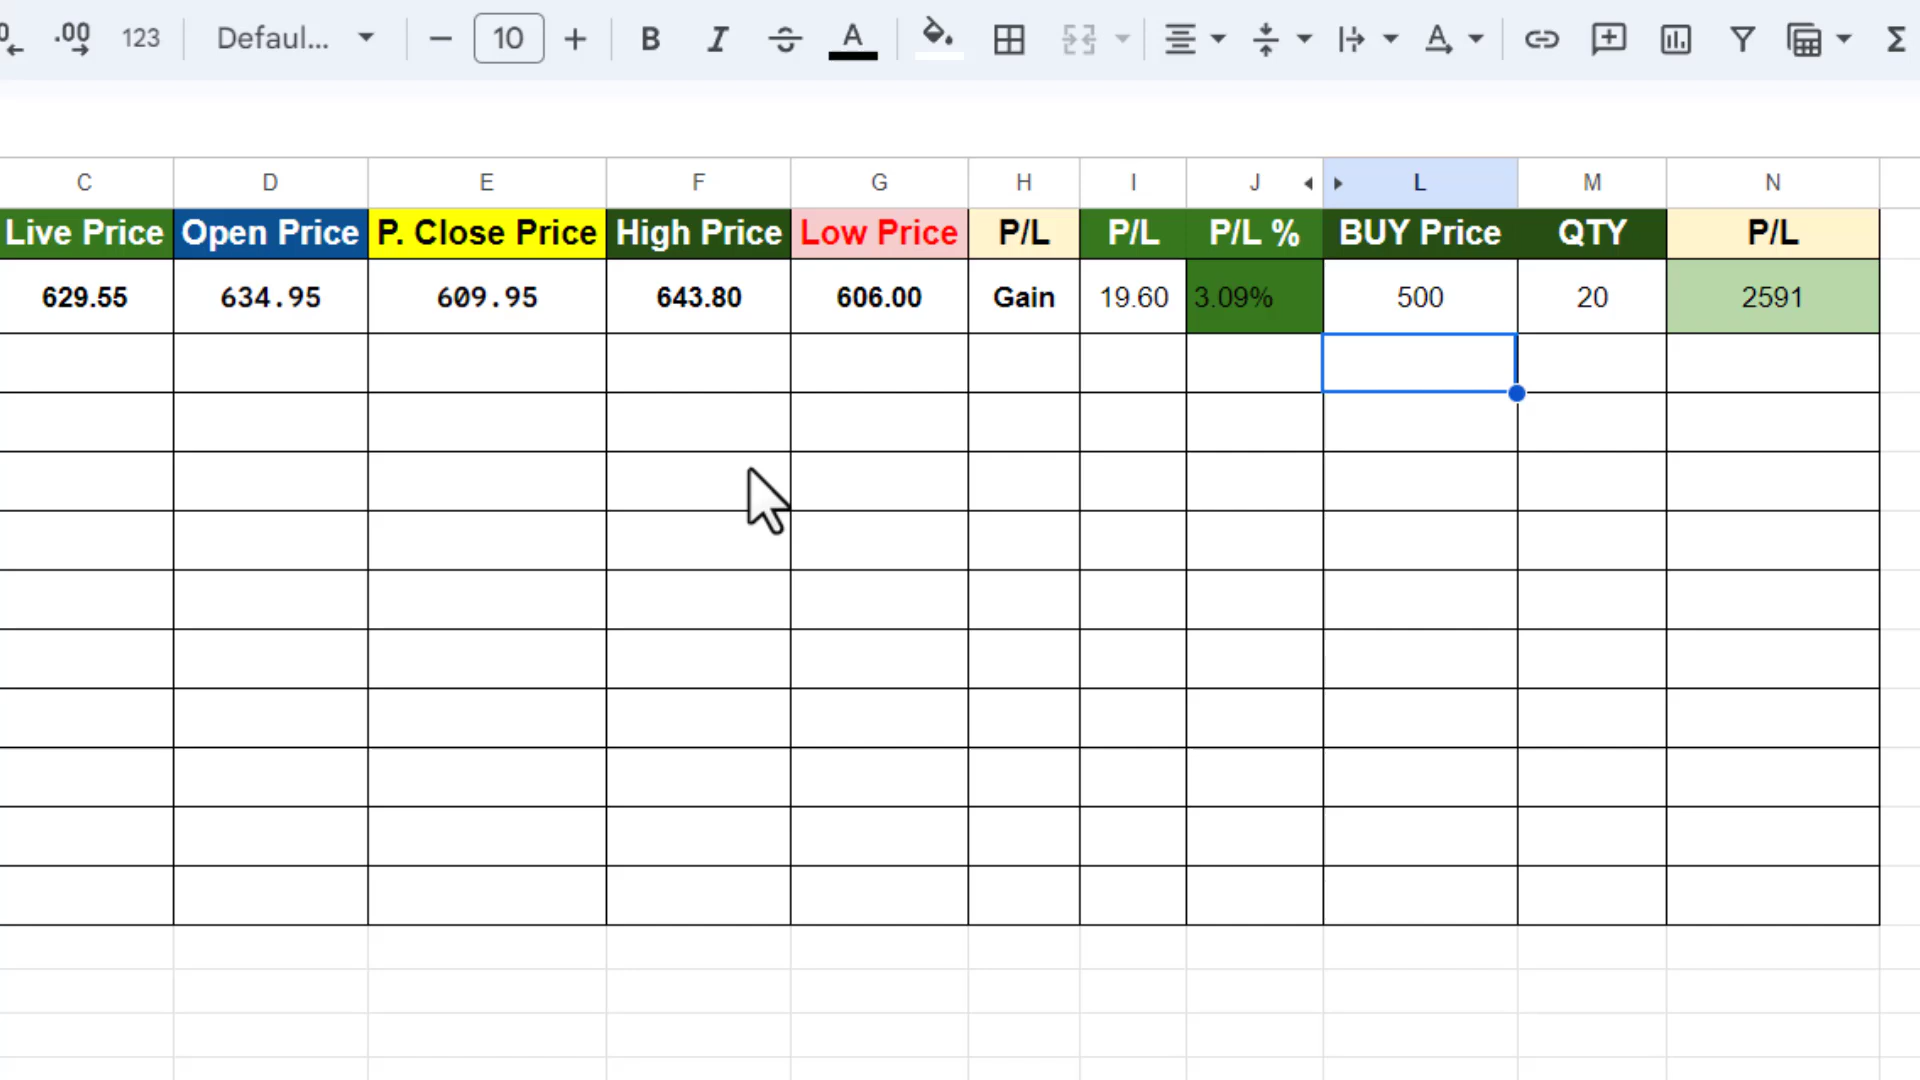 .00 123 Defaul... 10 B I A A Σ
C D E F G H I J L M N
Live Price Open Price P. Close Price High Price Low Price P/L P/L P/L % BUY Price QTY P/L
629.55 634.95 609.95 643.80 606.00 Gain 19.60 3.09% 500 20 2591